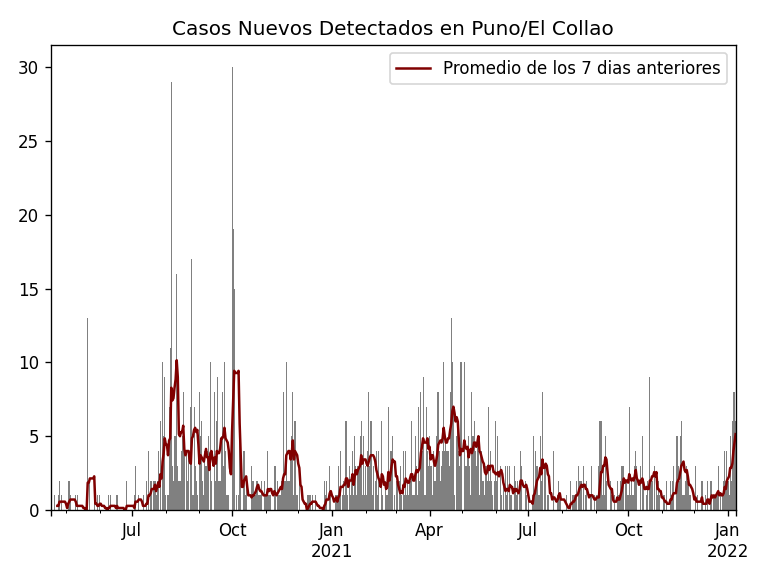 Casos Nuevos Detectados en Puno/El Collao
Promedio de los 7 dias anteriores
30
25
20
15
10
5
0
Jul
Oct
Jan
2021
Apr
Jul
Oct
Jan
2022